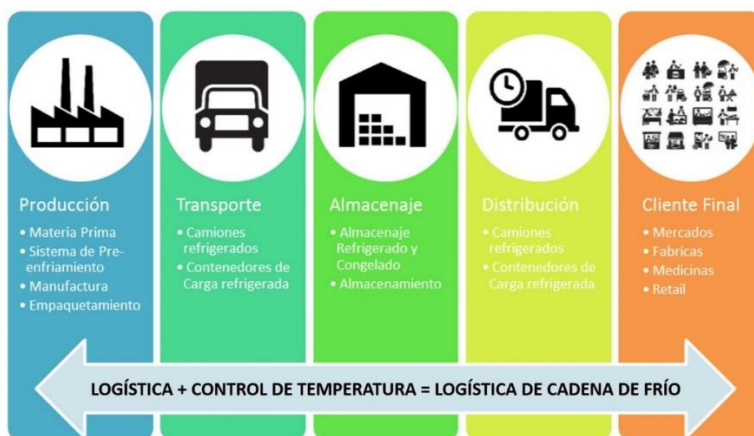 Producción
• Materia Prima
• Sistema de Pre-
enfriamiento
• Manufactura
• Empaquetamiento
Transporte
• Camiones
refrigerados
• Contenedores de
Carga refrigerada
Almacenaje
• Almacenaje
Refrigerado y
Congelado
• Almacenamiento
Distribución
• Camiones
refrigerados
• Contenedores de
Carga refrigerada
Cliente Final
• Mercados
• Fabricas
• Medicinas
• Retail
LOGÍSTICA + CONTROL DE TEMPERATURA = LOGÍSTICA DE CADENA DE FRÍO